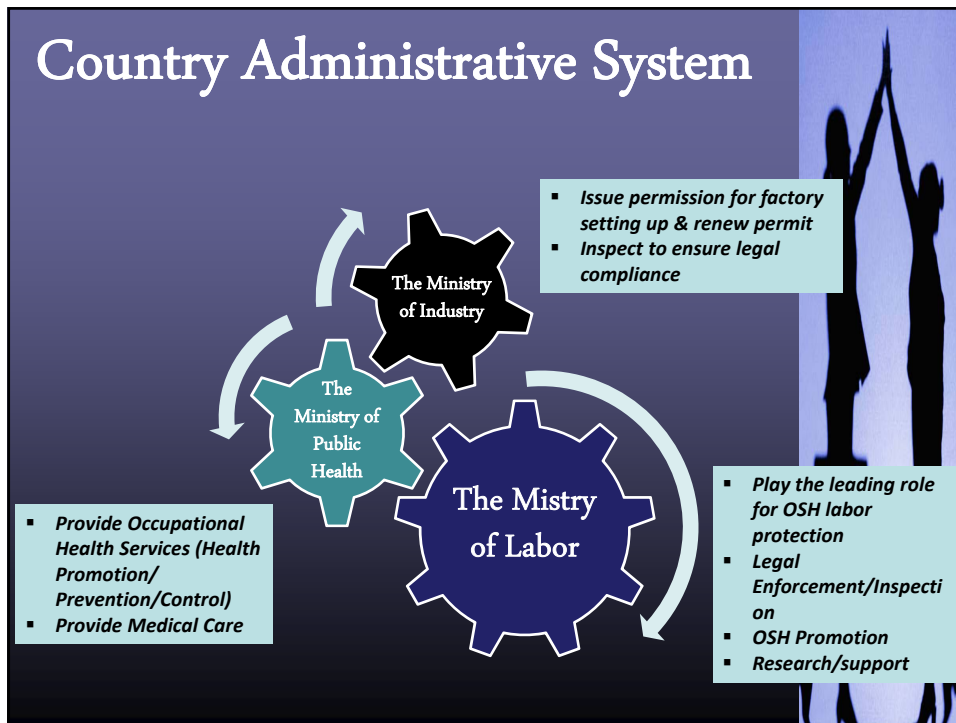 Country Administrative System
▪ Issue permission for factory
setting up & renew permit
▪ Inspect to ensure legal
compliance
The Ministry
of Industry
The
Ministry of
Public
Health
The Mistry
of Labor
▪ Provide Occupational
Health Services (Health
Promotion/
Prevention/Control)
▪ Provide Medical Care
▪ Play the leading role
for OSH labor
protection
▪ Legal
Enforcement/Inspecti
on
▪ OSH Promotion
▪ Research/support